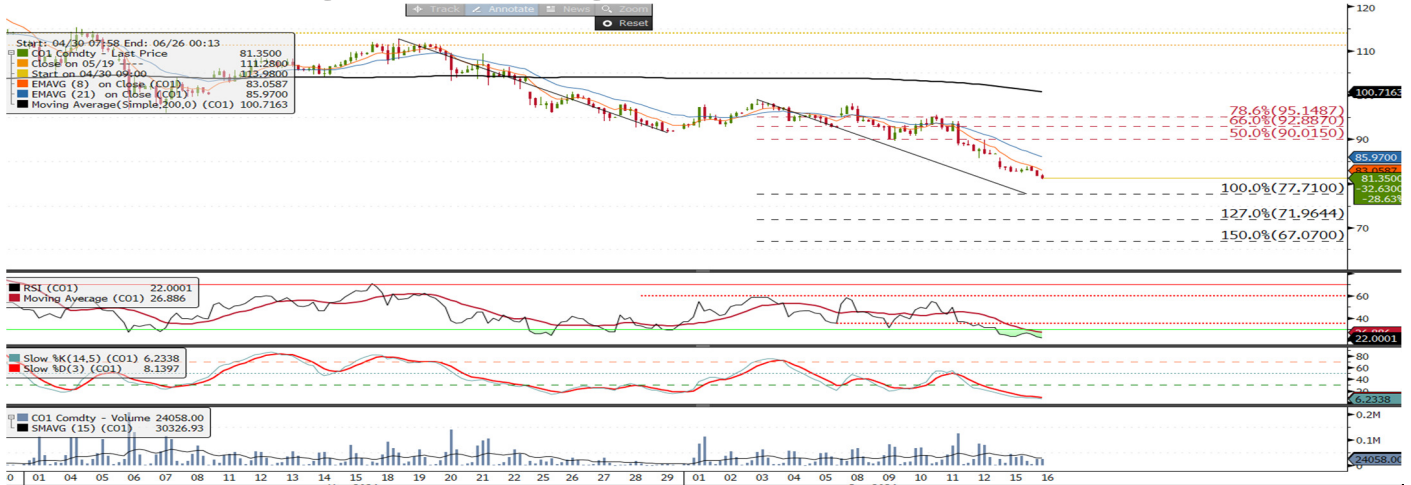 Track Annotate News Zoom
Reset
Start: 04/30 07:58 End: 06/26 00:13
CO1 Comdty - Last Price 81.3500
Close on 05/19 ---- 111.2800
Start on 04/30 09:00 113.9800
EMAVG (8) on Close (CO1) 83.0587
EMAVG (21) on Close (CO1) 85.9700
Moving Average(Simple,200,0) (CO1) 100.7163
120
110
100.7163
90
85.9700
83.0587
81.3500
-32.6300
-28.63%
70
78.6%(95.1487)
66.0%(92.8870)
50.0%(90.0150)
100.0%(77.7100)
127.0%(71.9644)
150.0%(67.0700)
RSI (CO1) 22.0001
Moving Average (CO1) 26.886
60
40
26.886
22.0001
Slow %K(14,5) (CO1) 6.2338
Slow %D(3) (CO1) 8.1397
80
60
40
20
6.2338
CO1 Comdty - Volume 24058.00
SMAVG (15) (CO1) 30326.93
0.2M
0.1M
24058.00
0
01 04 05 06 07 08 11 12 13 14 15 18 19 20 21 22 25 26 27 28 29 01 02 03 04 05 08 09 10 11 12 15 16